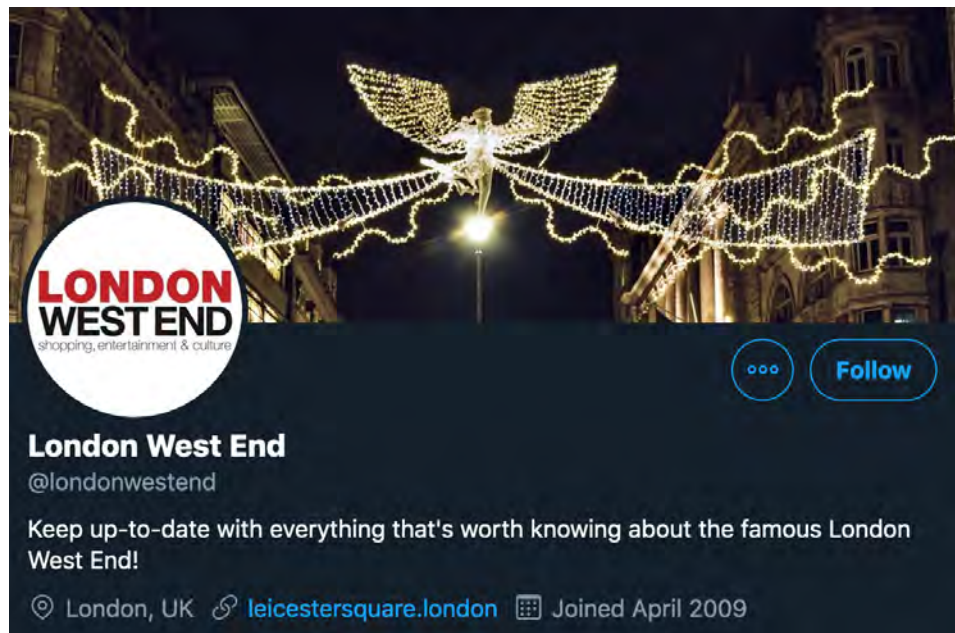 LONDON
WEST END
shopping, entertainment & culture
Follow
London West End
@londonwestend
Keep up-to-date with everything that's worth knowing about the famous London
West End!
London, UK leicestersquare.london Joined April 2009